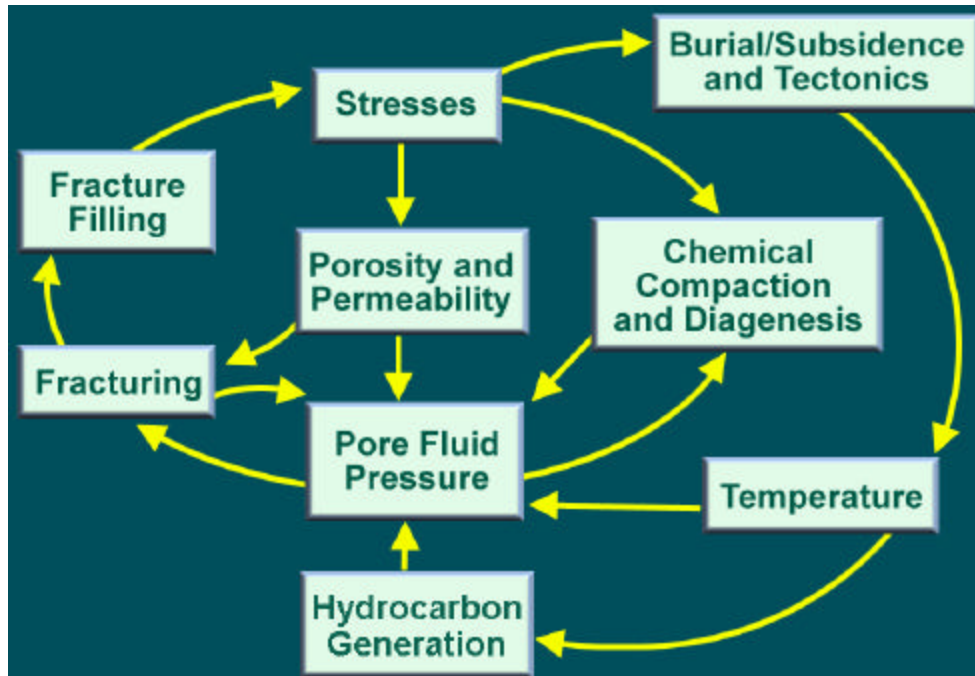 Burial/Subsidence
and Tectonics
Stresses
Fracture
Filling
Porosity and
Permeability
Chemical
Compaction
and Diagenesis
Fracturing
Pore Fluid
Pressure
Temperature
Hydrocarbon
Generation